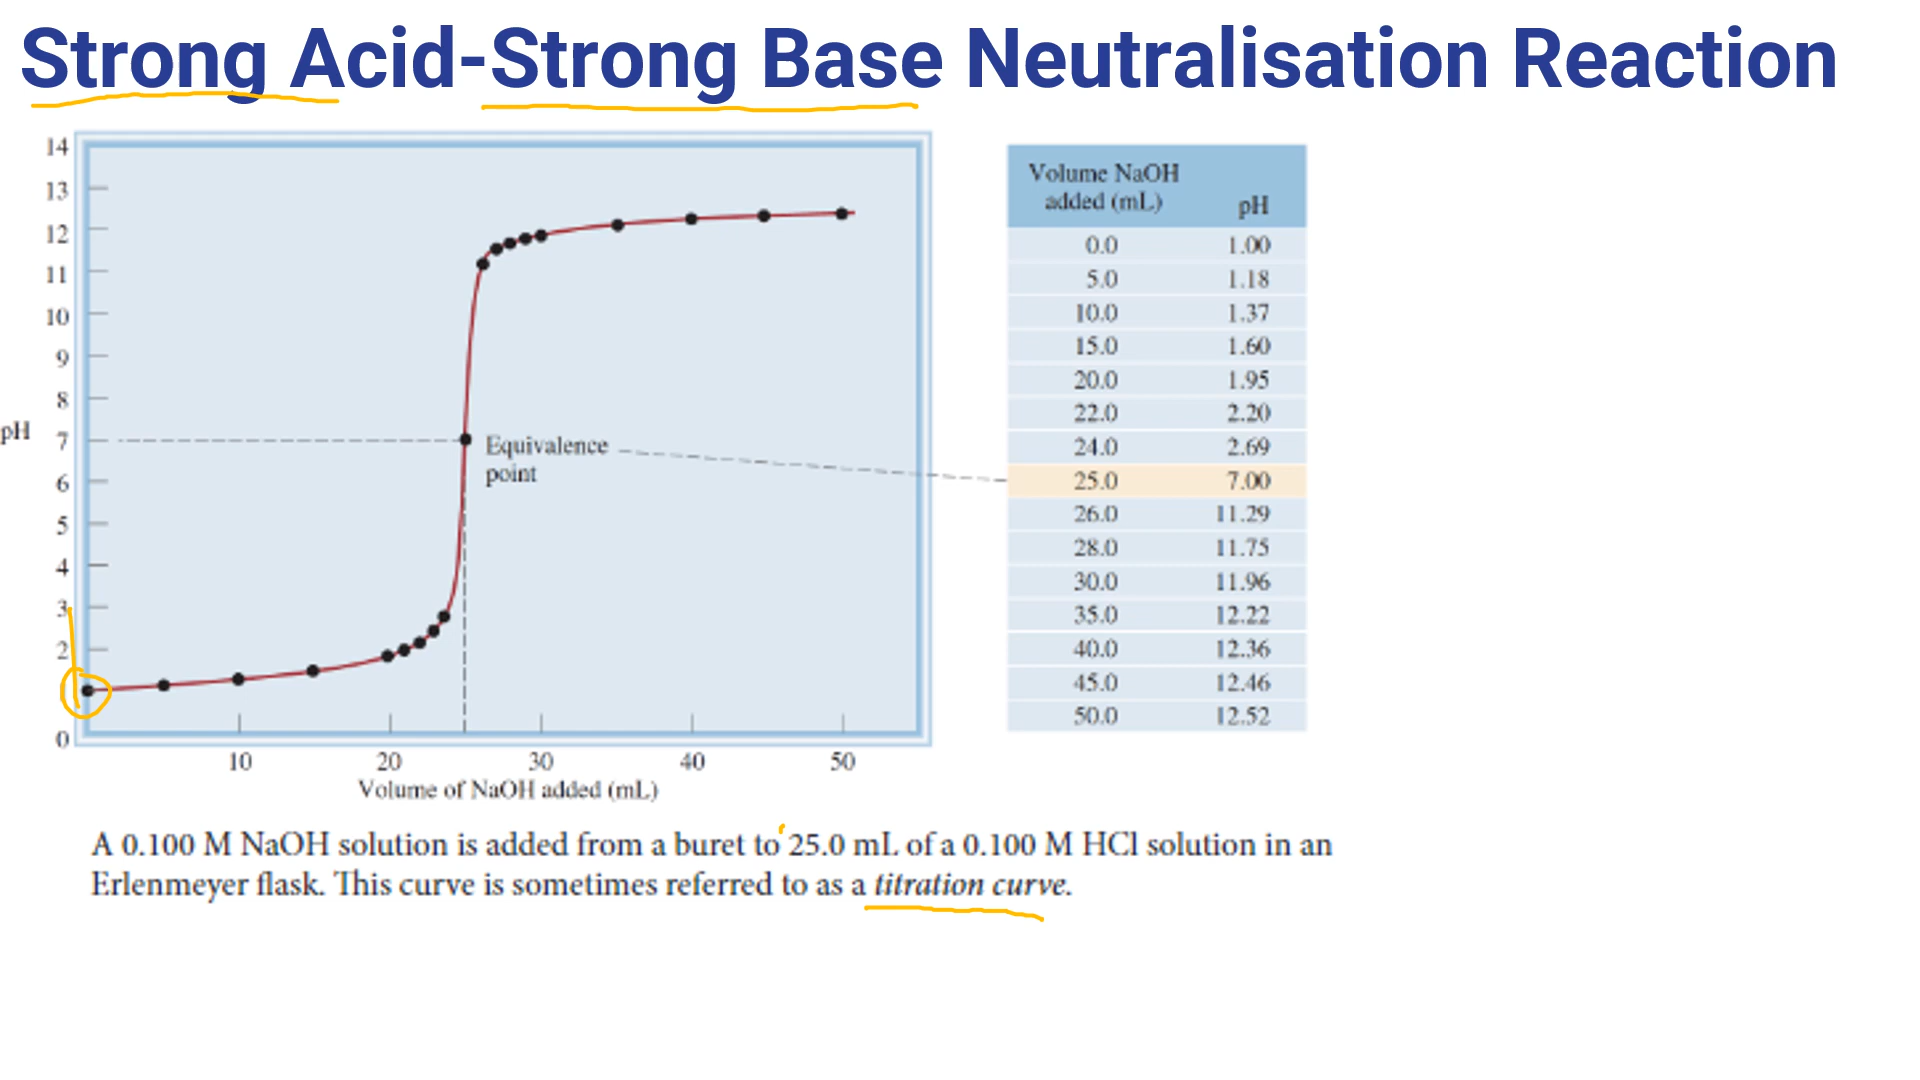 Strong Acid-Strong Base Neutralisation Reaction
14
13
12
11
10
9
8
pH 7
6
5
4
3
2
0
Equivalence
point
10 20 30 40 50
Volume of NaOH added (mL)
Volume NaOH
added (mL) pH
0.0 1.00
5.0 1.18
10.0 1.37
15.0 1.60
20.0 1.95
22.0 2.20
24.0 2.69
25.0 7.00
26.0 11.29
28.0 11.75
30.0 11.96
35.0 12.22
40.0 12.36
45.0 12.46
50.0 12.52
A 0.100 M NaOH solution is added from a buret to 25.0 mL of a 0.100 M HCl solution in an
Erlenmeyer flask. This curve is sometimes referred to as a titration curve.